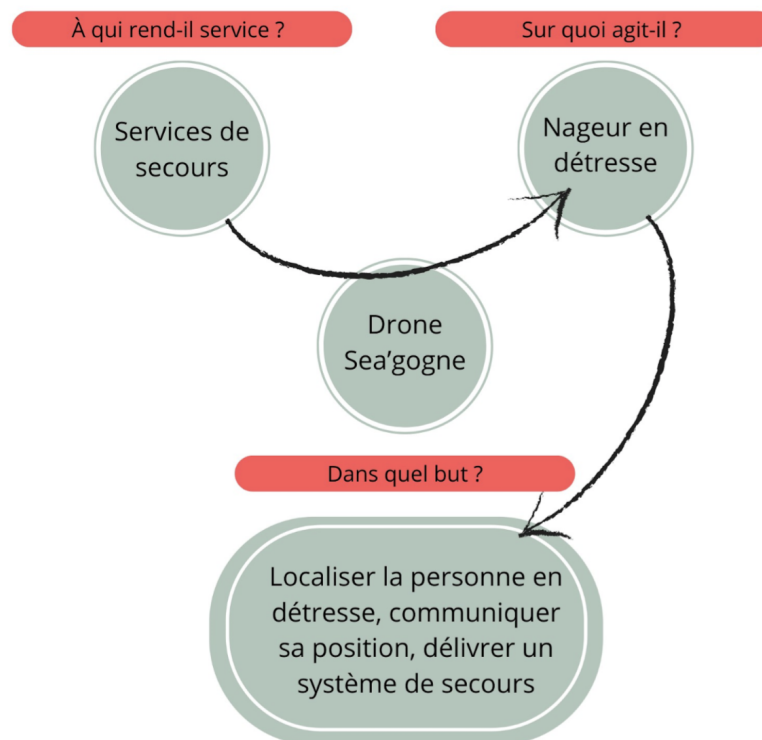 À qui rend-il service ?
Sur quoi agit-il ?
Services de
secours
Nageur en
détresse
Drone
Sea’gogne
Dans quel but ?
Localiser la personne en
détresse, communiquer
sa position, délivrer un
système de secours